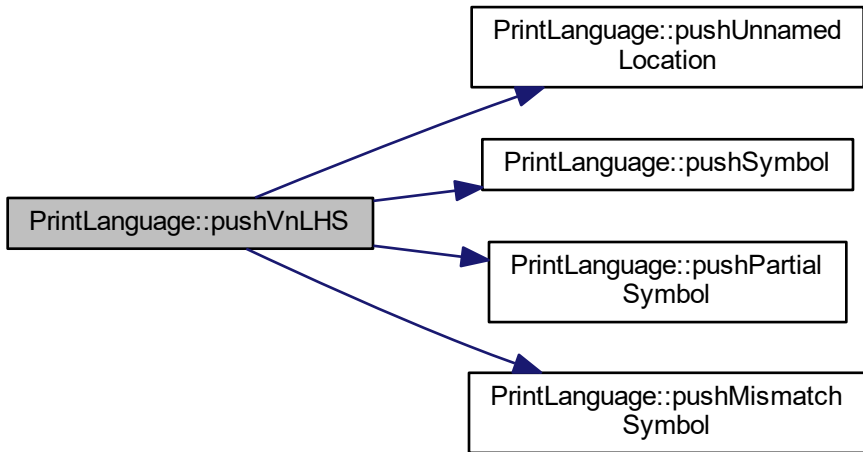 PrintLanguage::pushUnnamed
Location
PrintLanguage::pushSymbol
PrintLanguage::pushVnLHS
PrintLanguage::pushPartial
Symbol
PrintLanguage::pushMismatch
Symbol